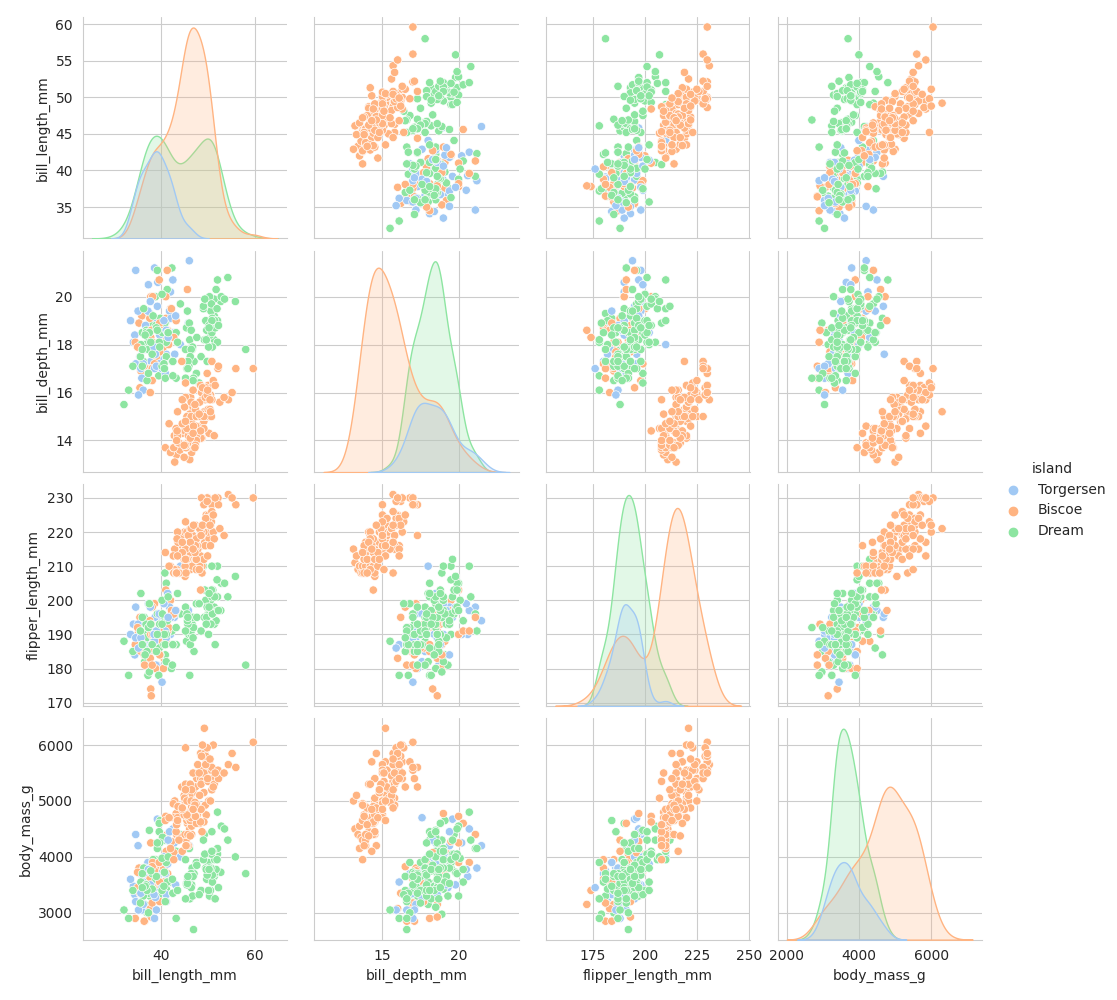 60
55
50
45
40
35
bill_length_mm
20
18
16
14
bill_depth_mm
230
220
210
200
190
180
170
flipper_length_mm
6000
5000
4000
3000
body_mass_g
40 60
bill_length_mm
15 20
bill_depth_mm
175 200 225 250
flipper_length_mm
2000 4000 6000
body_mass_g
island
Torgersen
Biscoe
Dream